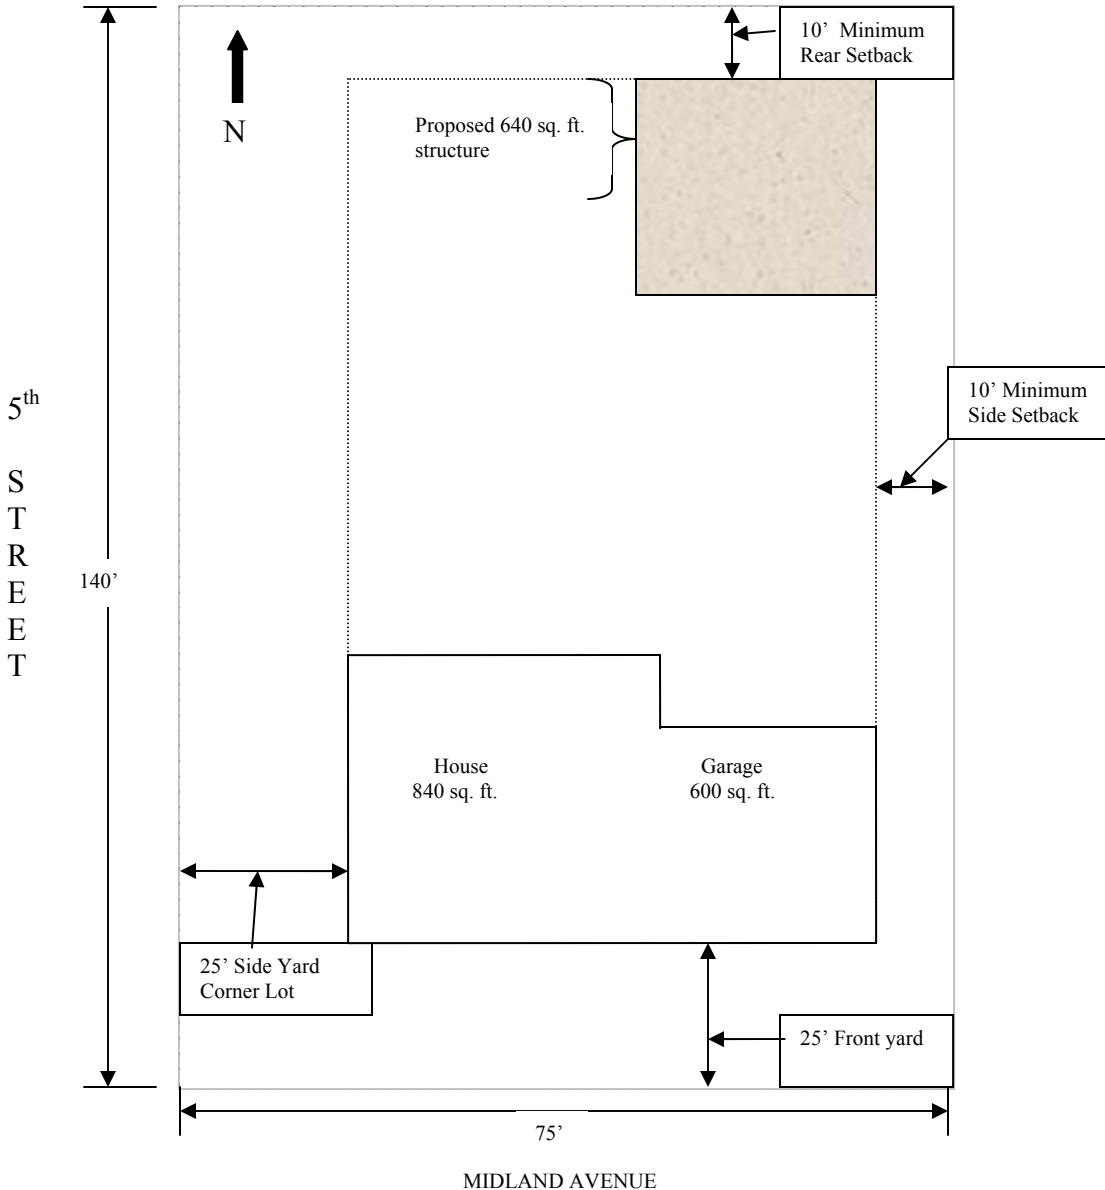 10’ Minimum
Rear Setback
N
Proposed 640 sq. ft.
structure
10’ Minimum
Side Setback
5th
S
T
R
E
E
T
140’
House
840 sq. ft.
Garage
600 sq. ft.
25’ Side Yard
Corner Lot
25’ Front yard
75’
MIDLAND AVENUE